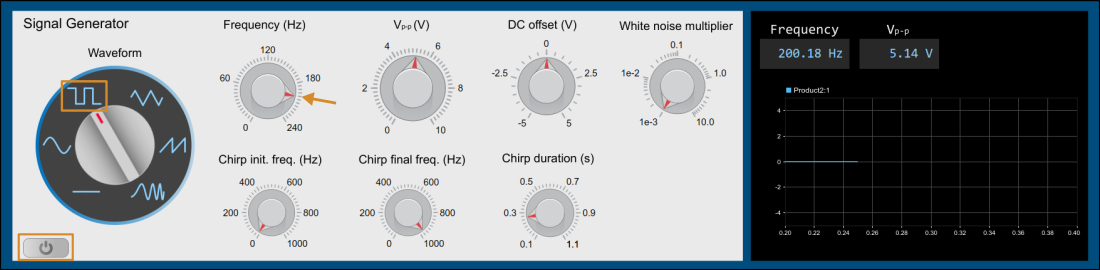 Signal Generator
Waveform
Frequency (Hz)
0
60
120
180
240
Vp-p (V)
0
2
4
6
8
10
DC offset (V)
-5
-2.5
0
2.5
5
White noise multiplier
1e-3
1e-2
0.1
1.0
10.0
Chirp init. freq. (Hz)
0
200
400
600
800
1000
Chirp final freq. (Hz)
0
200
400
600
800
1000
Chirp duration (s)
0.1
0.3
0.5
0.7
0.9
1.1
Frequency
200.18 Hz
Vp-p
5.14 V
Product2:1
4
2
0
-2
-4
0.20 0.22 0.24 0.26 0.28 0.30 0.32 0.34 0.36 0.38 0.40